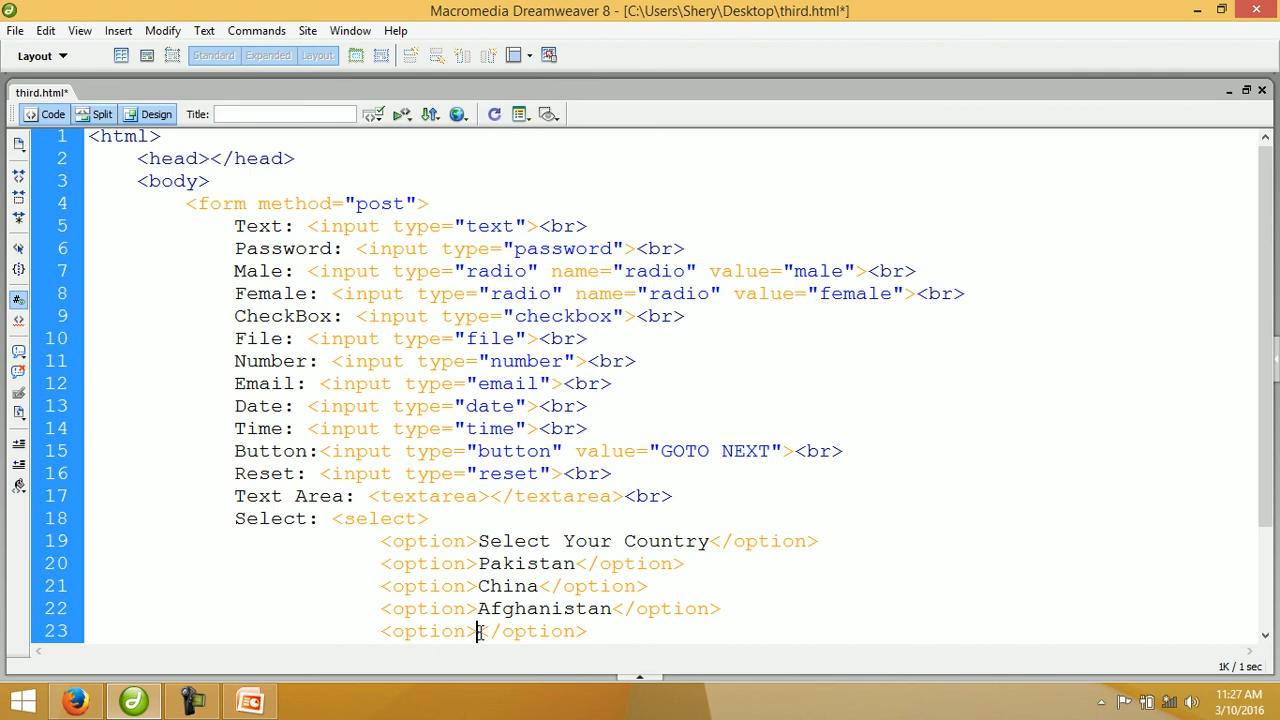 Macromedia Dreamweaver 8 - [C:\Users\Shery\Desktop\third.html*]
File Edit View Insert Modify Text Commands Site Window Help
Layout Standard Expanded Layout
third.html*
Code Split Design Title:
1 <html>
2 <head></head>
3 <body>
4 <form method="post">
5 Text: <input type="text"><br>
6 Password: <input type="password"><br>
7 Male: <input type="radio" name="radio" value="male"><br>
8 Female: <input type="radio" name="radio" value="female"><br>
9 CheckBox: <input type="checkbox"><br>
10 File: <input type="file"><br>
11 Number: <input type="number"><br>
12 Email: <input type="email"><br>
13 Date: <input type="date"><br>
14 Time: <input type="time"><br>
15 Button:<input type="button" value="GOTO NEXT"><br>
16 Reset: <input type="reset"><br>
17 Text Area: <textarea></textarea><br>
18 Select: <select>
19 <option>Select Your Country</option>
20 <option>Pakistan</option>
21 <option>China</option>
22 <option>Afghanistan</option>
23 <option></option>
1K / 1 sec
11:27 AM
3/10/2016